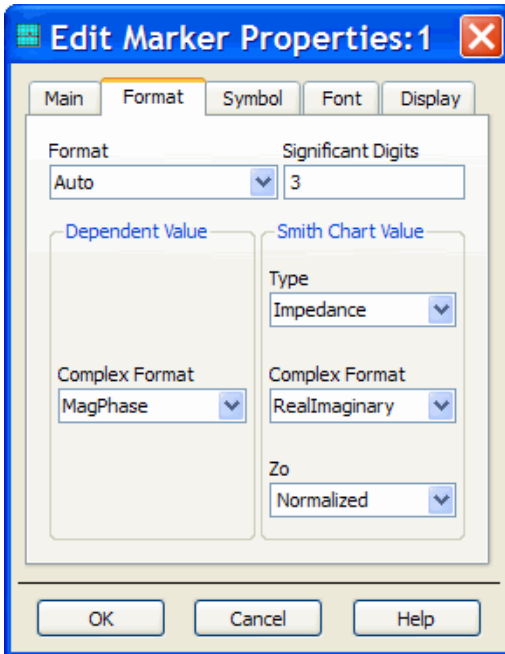 Edit Marker Properties:1
Main Format Symbol Font Display
Format Significant Digits
Auto 3
Dependent Value Smith Chart Value
Type
Impedance
Complex Format Complex Format
MagPhase RealImaginary
Zo
Normalized
OK Cancel Help